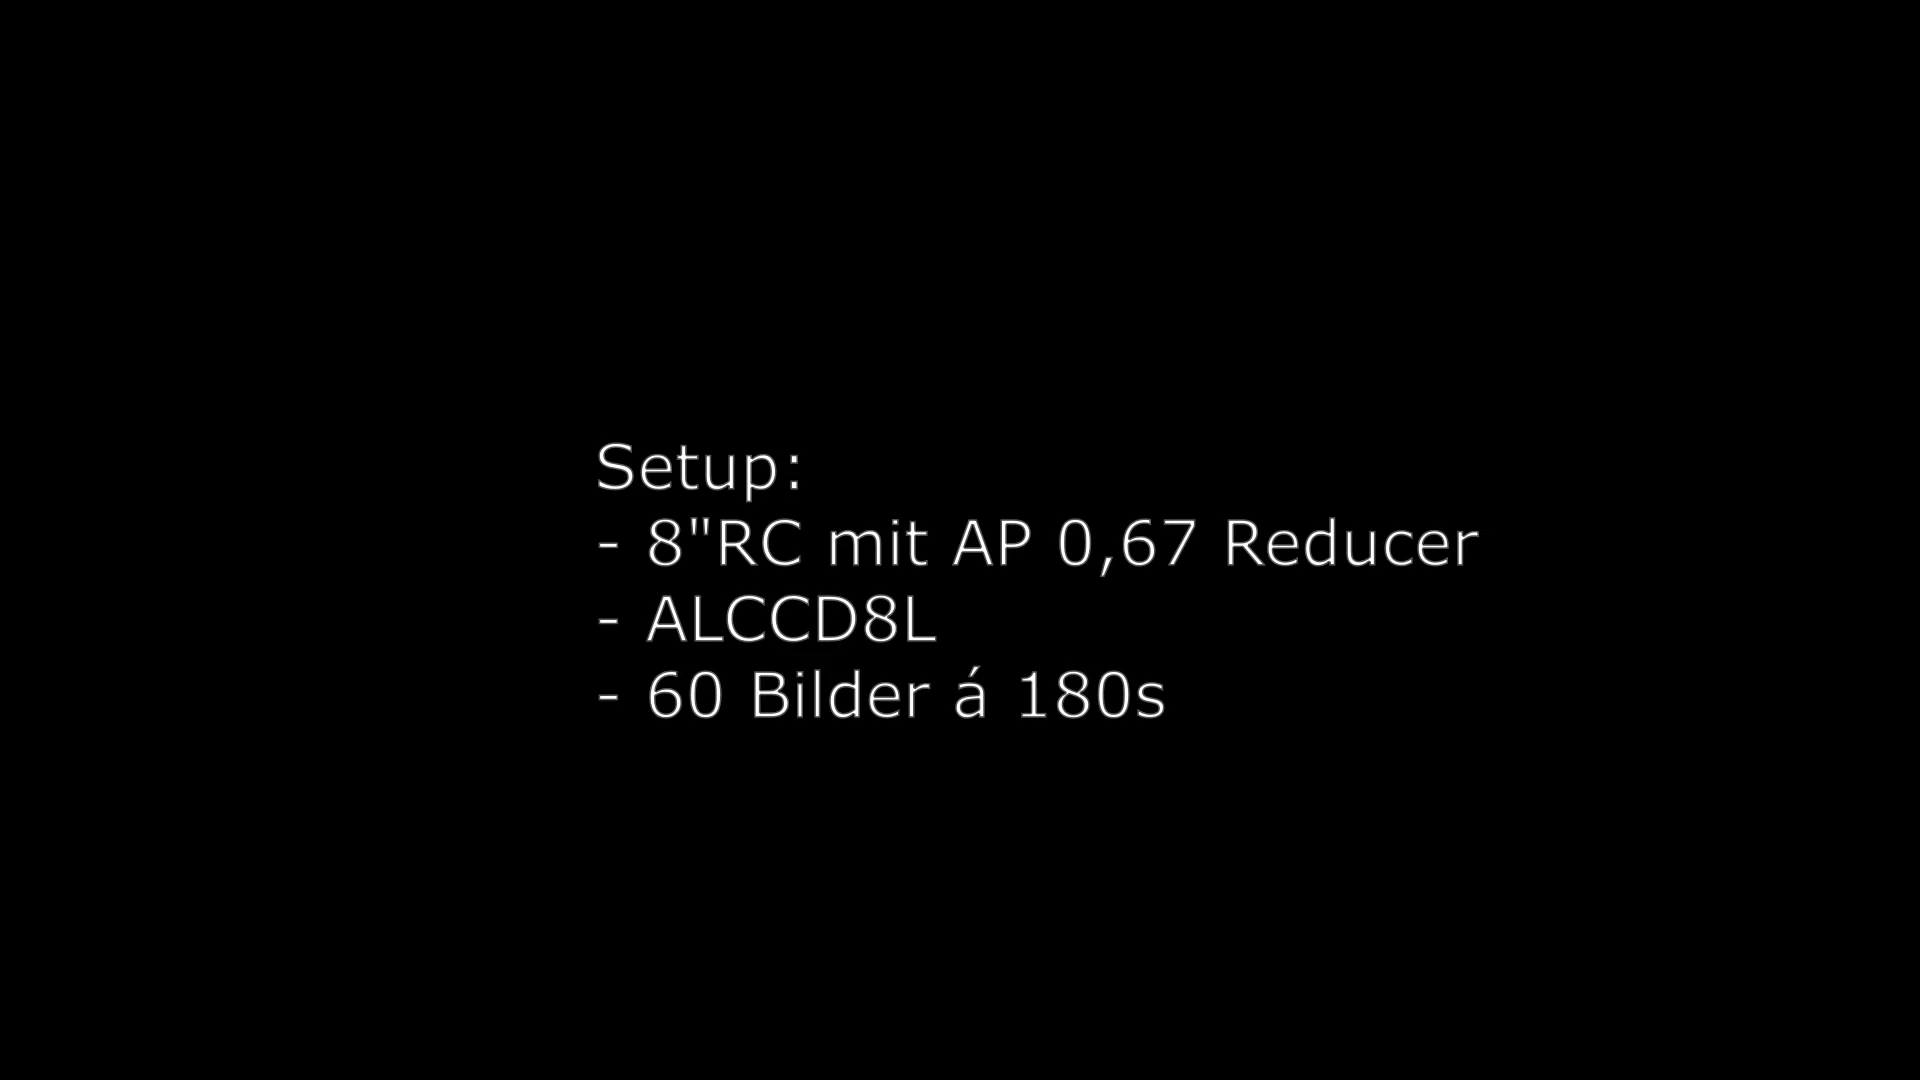 Setup:
- 8"RC mit AP 0,67 Reducer
- ALCCD8L
- 60 Bilder á 180s